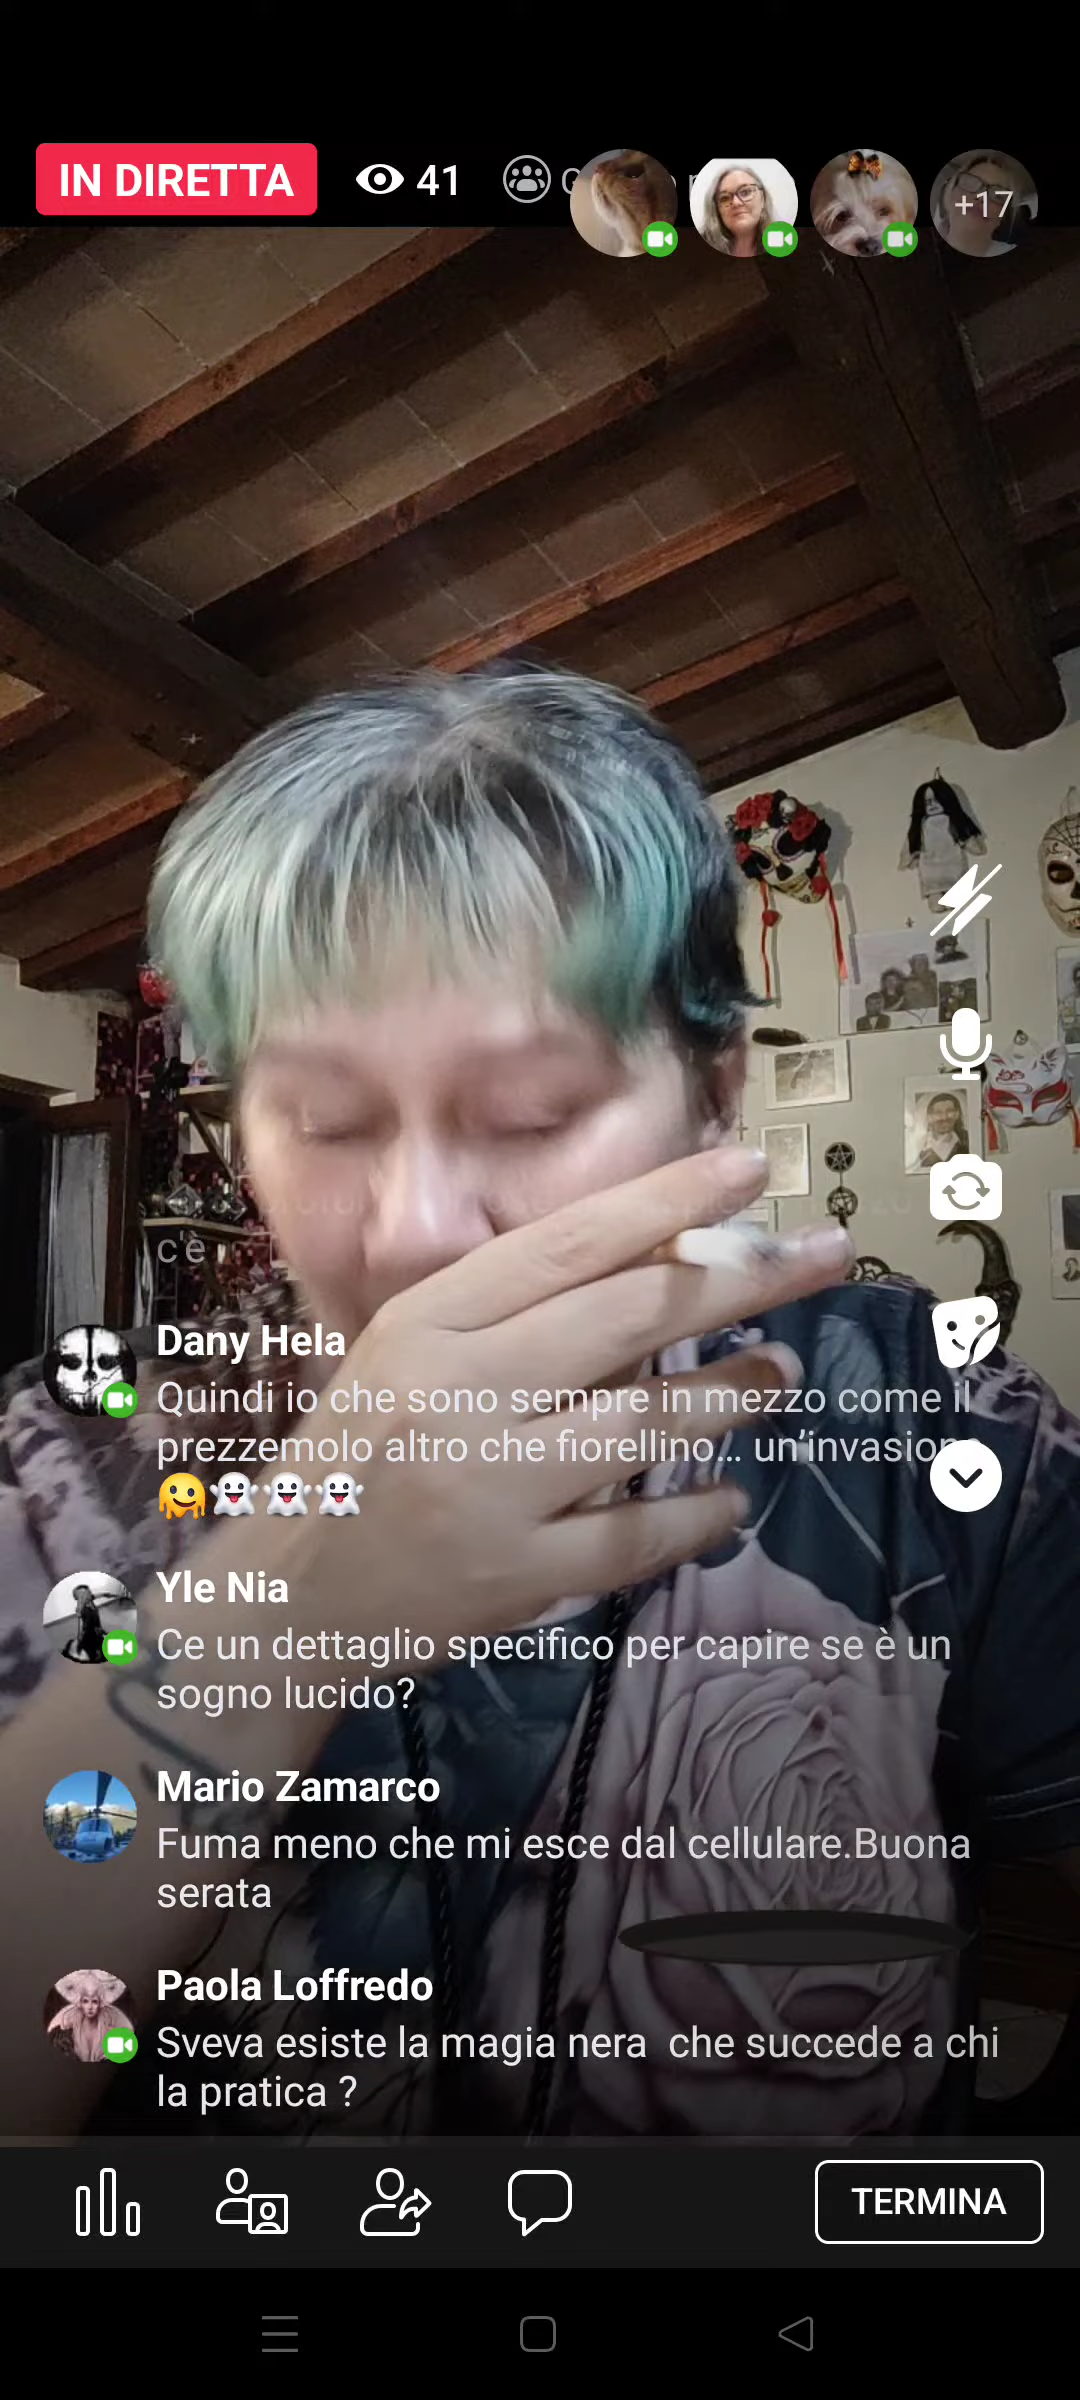 IN DIRETTA
41
+17
c'è
Dany Hela
Quindi io che sono sempre in mezzo come il
prezzemolo altro che fiorellino... un'invasione
🫠👻👻👻
Yle Nia
Ce un dettaglio specifico per capire se è un
sogno lucido?
Mario Zamarco
Fuma meno che mi esce dal cellulare.Buona
serata
Paola Loffredo
Sveva esiste la magia nera  che succede a chi
la pratica ?
TERMINA